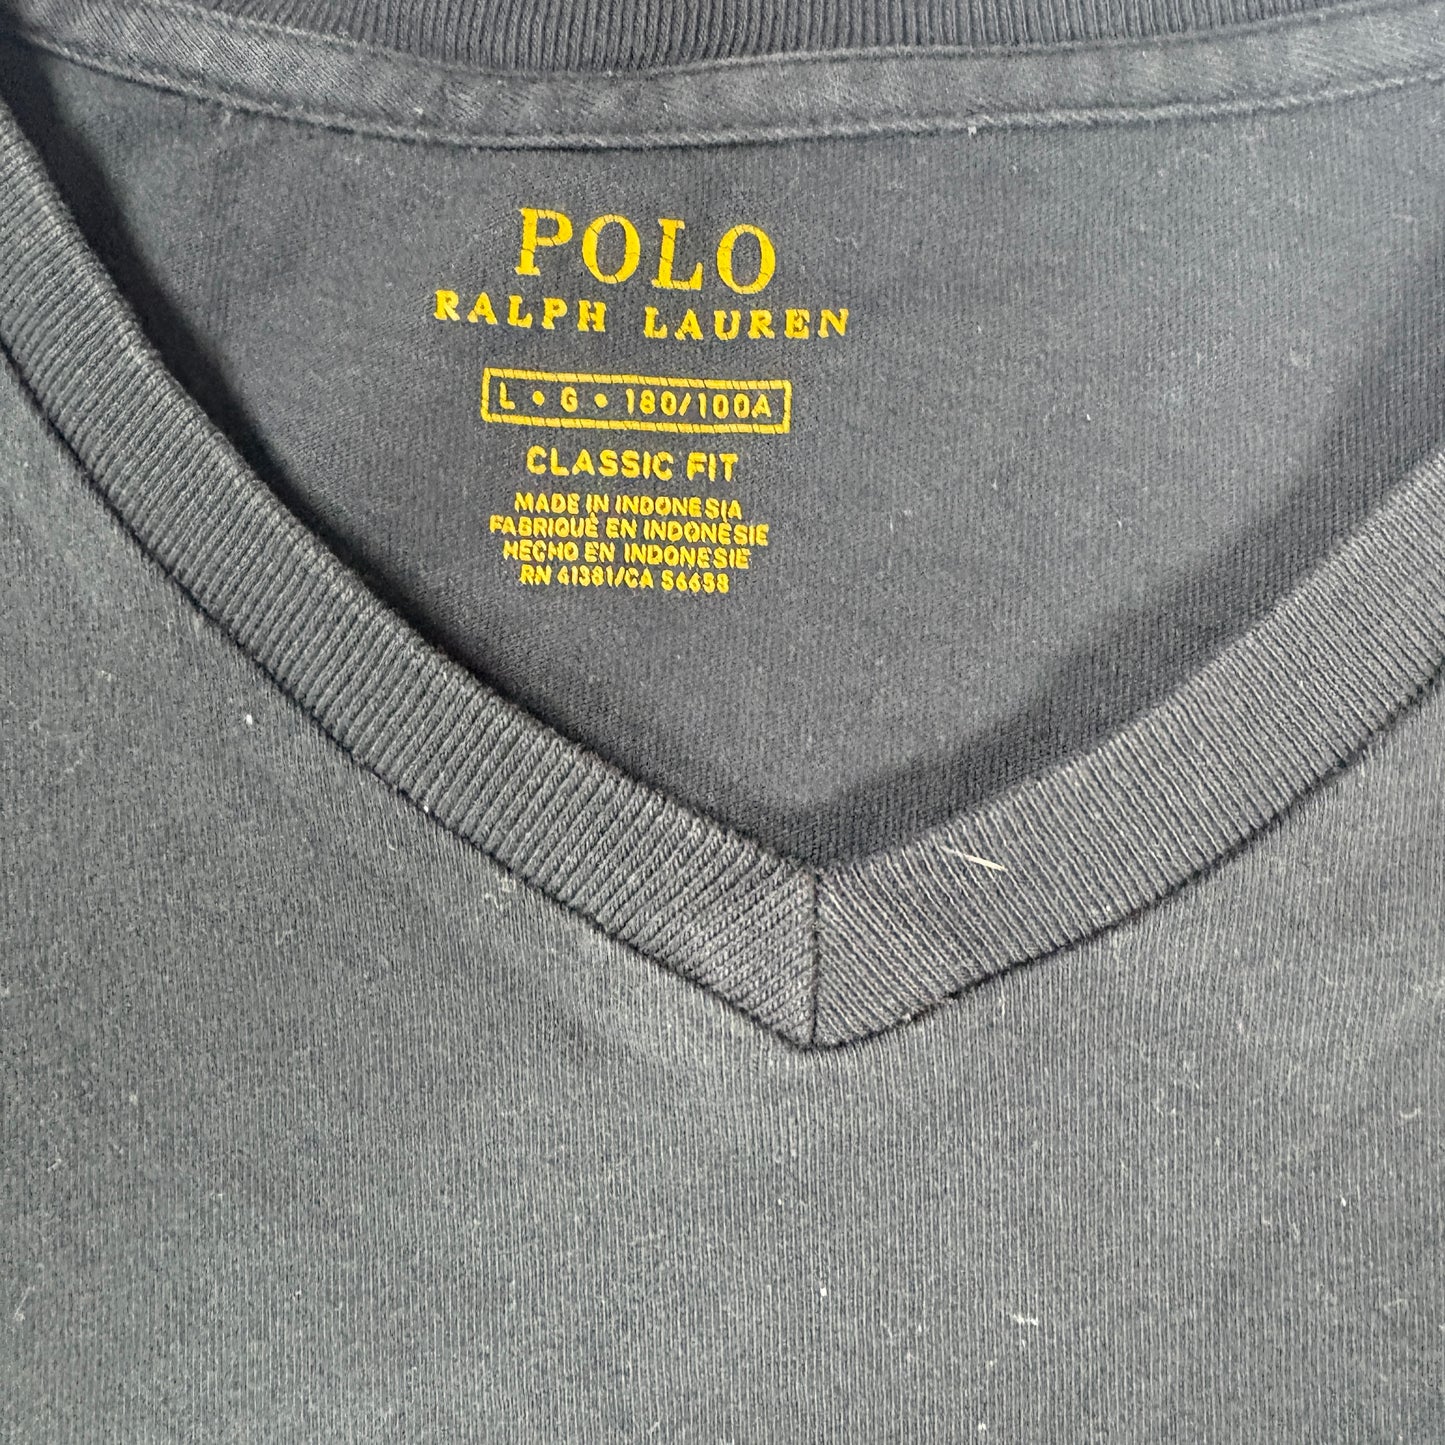 POLO
RALPH LAUREN
L • G • 180/100A
CLASSIC FIT
MADE IN INDONESIA
FABRIQUÉ EN INDONÉSIE
HECHO EN INDONESIE
RN 41381/CA 56658